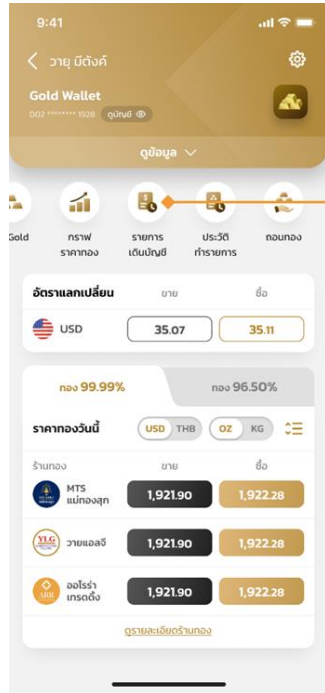 9:41
วายุ มีตังค์
Gold Wallet
002 ******** 1928 ดูบัญชี
ดูข้อมูล
Gold
กราฟ
ราคาทอง
รายการ
เดินบัญชี
ประวัติ
ทำรายการ
ถอนทอง
อัตราแลกเปลี่ยน ขาย ซื้อ
USD 35.07 35.11
ทอง 99.99% ทอง 96.50%
ราคาทองวันนี้ USD THB OZ KG
ร้านทอง ขาย ซื้อ
MTS
แม่ทองสุก 1,921.90 1,922.28
YLG วายแอลจี 1,921.90 1,922.28
ARR ออโรร่า
เทรดดิ้ง 1,921.90 1,922.28
ดูรายละเอียดร้านทอง